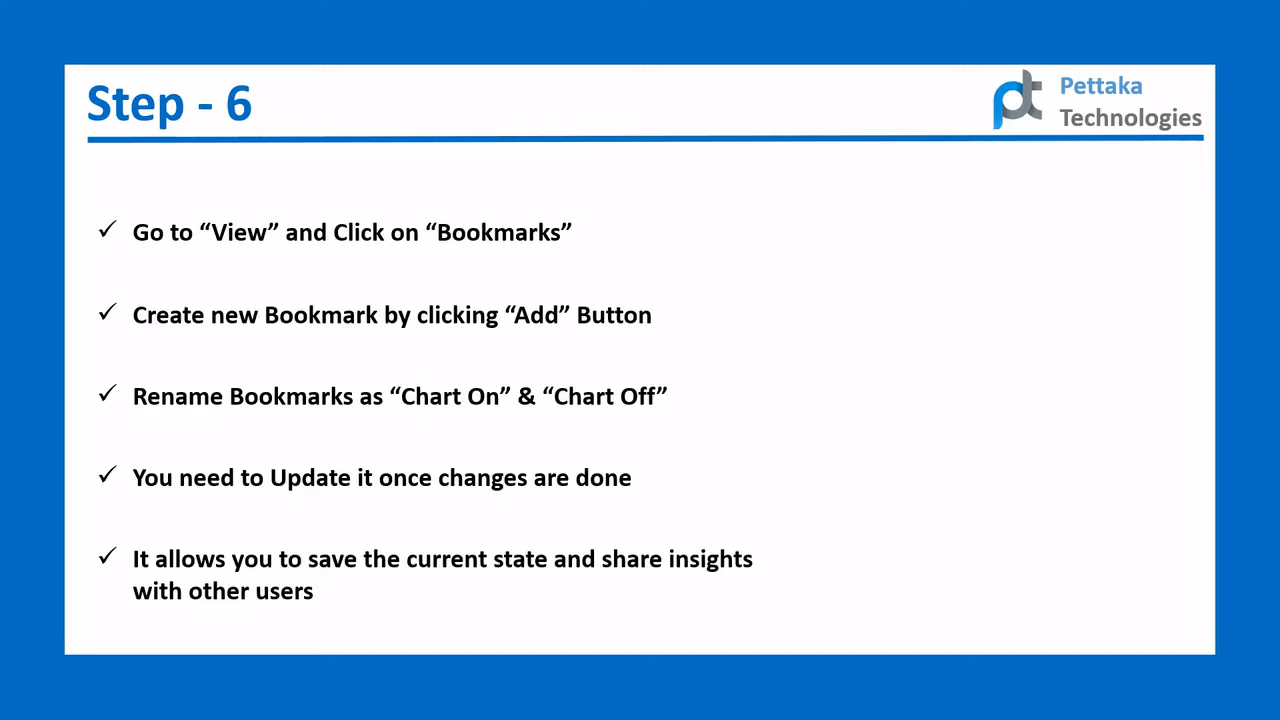 Step - 6
Pettaka
Technologies
✓ Go to “View” and Click on “Bookmarks”
✓ Create new Bookmark by clicking “Add” Button
✓ Rename Bookmarks as “Chart On” & “Chart Off”
✓ You need to Update it once changes are done
✓ It allows you to save the current state and share insights
with other users